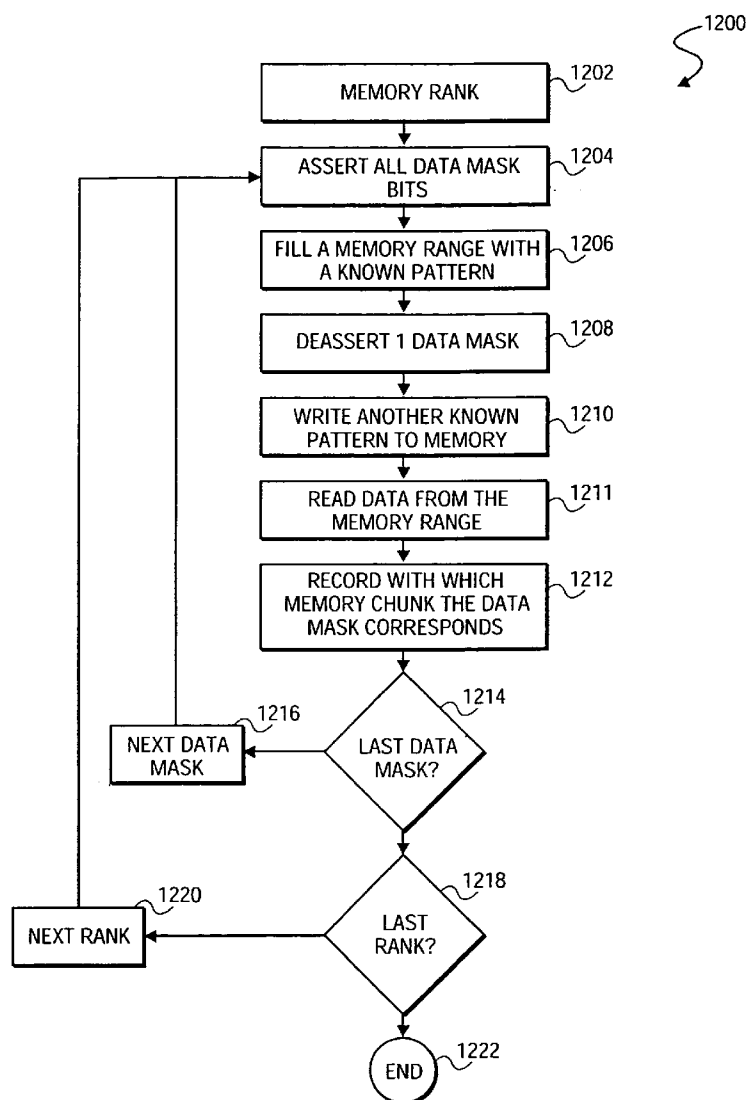 1200
MEMORY RANK
1202
ASSERT ALL DATA MASK
BITS
1204
FILL A MEMORY RANGE WITH
A KNOWN PATTERN
1206
DEASSERT 1 DATA MASK
1208
WRITE ANOTHER KNOWN
PATTERN TO MEMORY
1210
READ DATA FROM THE
MEMORY RANGE
1211
RECORD WITH WHICH
MEMORY CHUNK THE DATA
MASK CORRESPONDS
1212
LAST DATA
MASK?
1214
NEXT DATA
MASK
1216
LAST
RANK?
1218
NEXT RANK
1220
END
1222